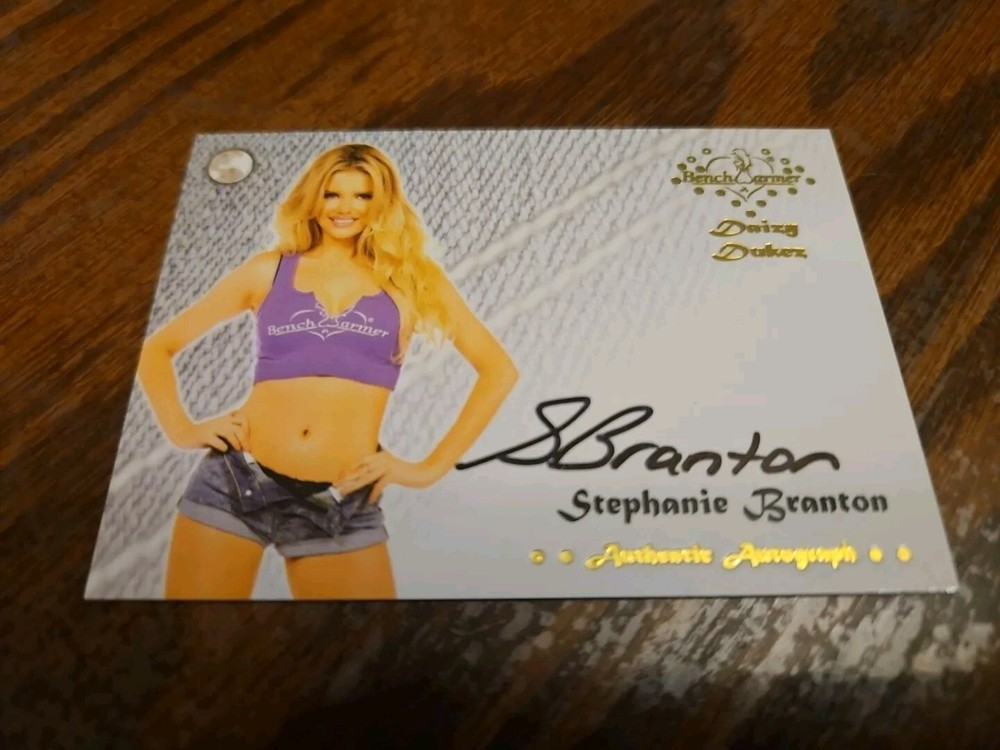 BenchWarmer
Daizy
Dukez
BenchWarmer
SBranton
Stephanie Branton
Authentic Autograph